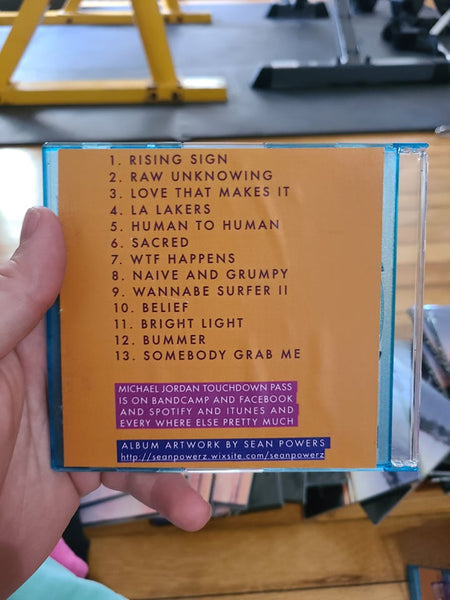 1. RISING SIGN
2. RAW UNKNOWING
3. LOVE THAT MAKES IT
4. LA LAKERS
5. HUMAN TO HUMAN
6. SACRED
7. WTF HAPPENS
8. NAIVE AND GRUMPY
9. WANNABE SURFER II
10. BELIEF
11. BRIGHT LIGHT
12. BUMMER
13. SOMEBODY GRAB ME
MICHAEL JORDAN TOUCHDOWN PASS
IS ON BANDCAMP AND FACEBOOK
AND SPOTIFY AND ITUNES AND
EVERY WHERE ELSE PRETTY MUCH
ALBUM ARTWORK BY SEAN POWERS
http://seanpowerz.wixsite.com/seanpowerz